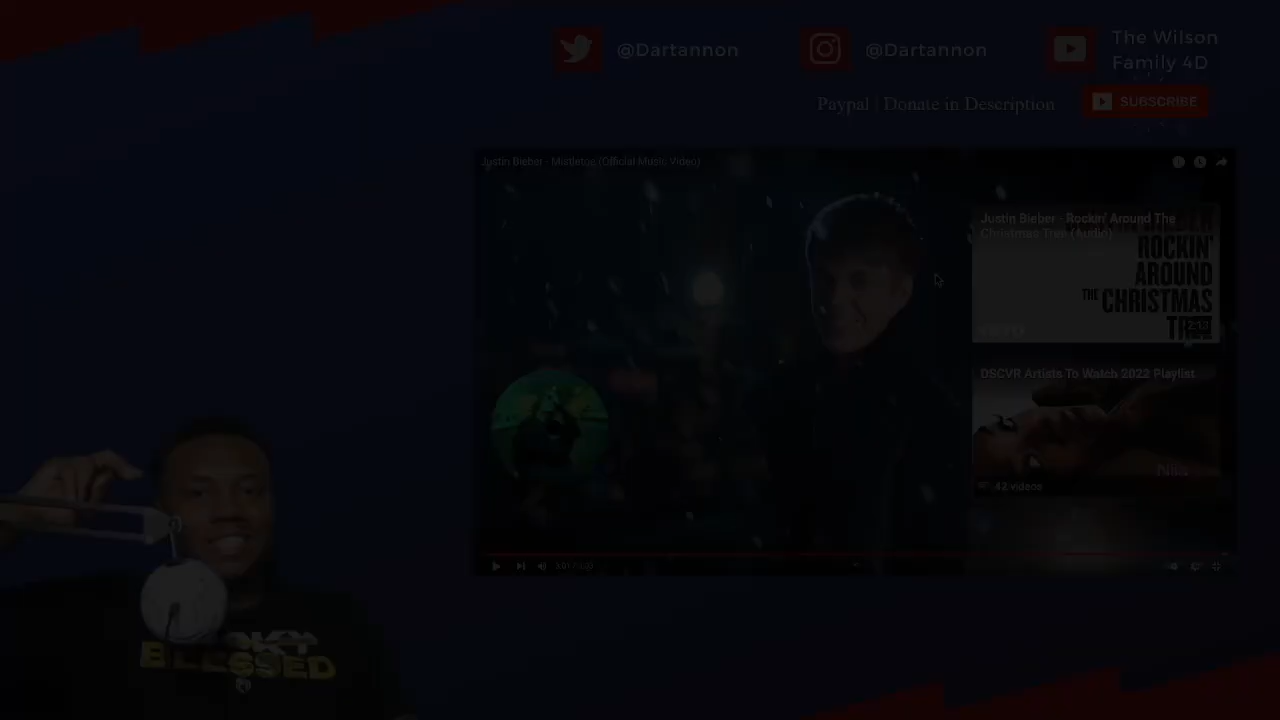 @Dartannon
@Dartannon
The Wilson
Family 4D
Paypal | Donate in Description
SUBSCRIBE
Justin Bieber - Mistletoe (Official Music Video)
Justin Bieber - Rockin' Around The
Christmas Tree (Audio)
ROCKIN'
AROUND
THE CHRISTMAS
TREE
2:13
DSCVR Artists To Watch 2022 Playlist
42 videos
BLESSED